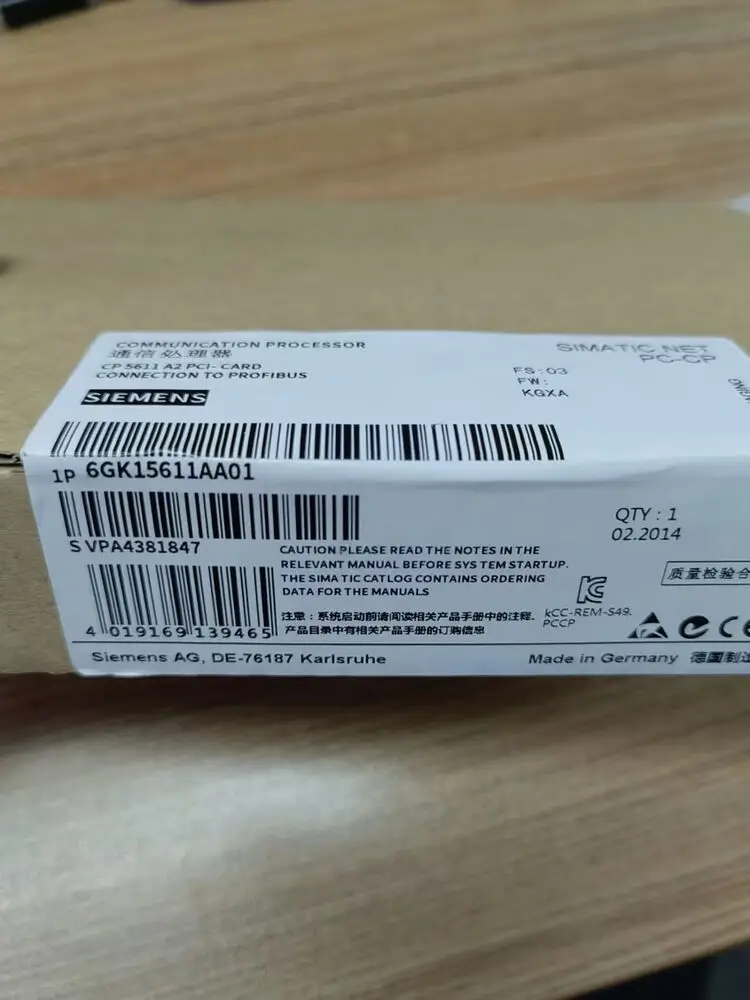 COMMUNICATION PROCESSOR
通信处理器
CP 5611 A2 PCI- CARD
CONNECTION TO PROFIBUS
SIEMENS
SIMATIC NET
PC-CP
FS : 03
FW :
KGXA
1P 6GK15611AA01
S VPA4381847
4 019169 139465
QTY : 1
02.2014
CAUTION PLEASE READ THE NOTES IN THE
RELEVANT MANUAL BEFORE SYS TEM STARTUP.
THE SIMA TIC CATLOG CONTAINS ORDERING
DATA FOR THE MANUALS
注意：系统启动前请阅读相关产品手册中的注释,
产品目录中有相关产品手册的订购信息
KCC-REM-S49.
PCCP
质量检验合
CE
Siemens AG, DE-76187 Karlsruhe
Made in Germany 德国制造